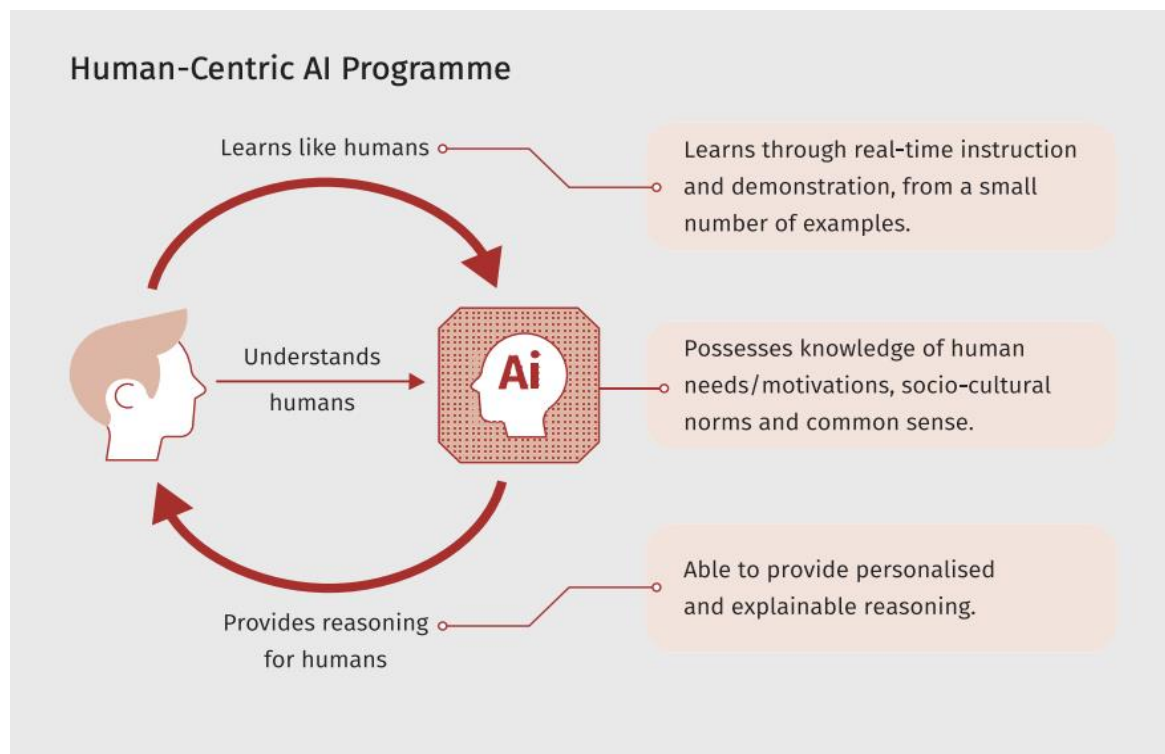 Human-Centric AI Programme
Learns like humans
Learns through real-time instruction
and demonstration, from a small
number of examples.
Understands
humans
Ai
Possesses knowledge of human
needs/motivations, socio-cultural
norms and common sense.
Provides reasoning
for humans
Able to provide personalised
and explainable reasoning.